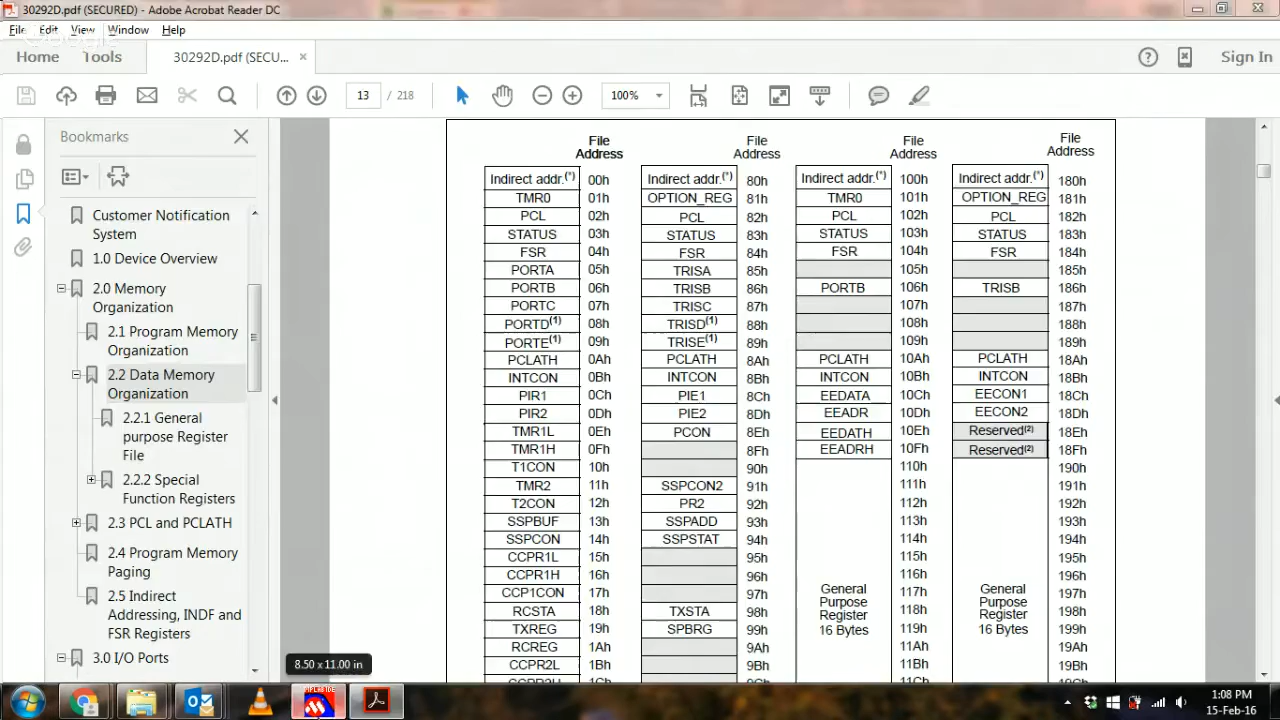 30292D.pdf (SECURED) - Adobe Acrobat Reader DC
File Edit View Window Help
Home Tools 30292D.pdf (SECU... × Sign In
13 / 218 100%
Bookmarks
Customer Notification
System
1.0 Device Overview
2.0 Memory
Organization
2.1 Program Memory
Organization
2.2 Data Memory
Organization
2.2.1 General
purpose Register
File
2.2.2 Special
Function Registers
2.3 PCL and PCLATH
2.4 Program Memory
Paging
2.5 Indirect
Addressing, INDF and
FSR Registers
3.0 I/O Ports
8.50 x 11.00 in
File File File File
Address Address Address Address
Indirect addr.(*) 00h Indirect addr.(*) 80h Indirect addr.(*) 100h Indirect addr.(*) 180h
TMR0 01h OPTION_REG 81h TMR0 101h OPTION_REG 181h
PCL 02h PCL 82h PCL 102h PCL 182h
STATUS 03h STATUS 83h STATUS 103h STATUS 183h
FSR 04h FSR 84h FSR 104h FSR 184h
PORTA 05h TRISA 85h 105h 185h
PORTB 06h TRISB 86h PORTB 106h TRISB 186h
PORTC 07h TRISC 87h 107h 187h
PORTD(1) 08h TRISD(1) 88h 108h 188h
PORTE(1) 09h TRISE(1) 89h 109h 189h
PCLATH 0Ah PCLATH 8Ah PCLATH 10Ah PCLATH 18Ah
INTCON 0Bh INTCON 8Bh INTCON 10Bh INTCON 18Bh
PIR1 0Ch PIE1 8Ch EEDATA 10Ch EECON1 18Ch
PIR2 0Dh PIE2 8Dh EEADR 10Dh EECON2 18Dh
TMR1L 0Eh PCON 8Eh EEDATH 10Eh Reserved(2) 18Eh
TMR1H 0Fh 8Fh EEADRH 10Fh Reserved(2) 18Fh
T1CON 10h 90h 110h 190h
TMR2 11h SSPCON2 91h 111h 191h
T2CON 12h PR2 92h 112h 192h
SSPBUF 13h SSPADD 93h 113h 193h
SSPCON 14h SSPSTAT 94h 114h 194h
CCPR1L 15h 95h 115h 195h
CCPR1H 16h 96h 116h 196h
CCP1CON 17h 97h General 117h General 197h
Purpose Purpose
RCSTA 18h TXSTA 98h Register 118h Register 198h
TXREG 19h SPBRG 99h 16 Bytes 119h 16 Bytes 199h
RCREG 1Ah 9Ah 11Ah 19Ah
CCPR2L 1Bh 9Bh 11Bh 19Bh
1:08 PM
15-Feb-16